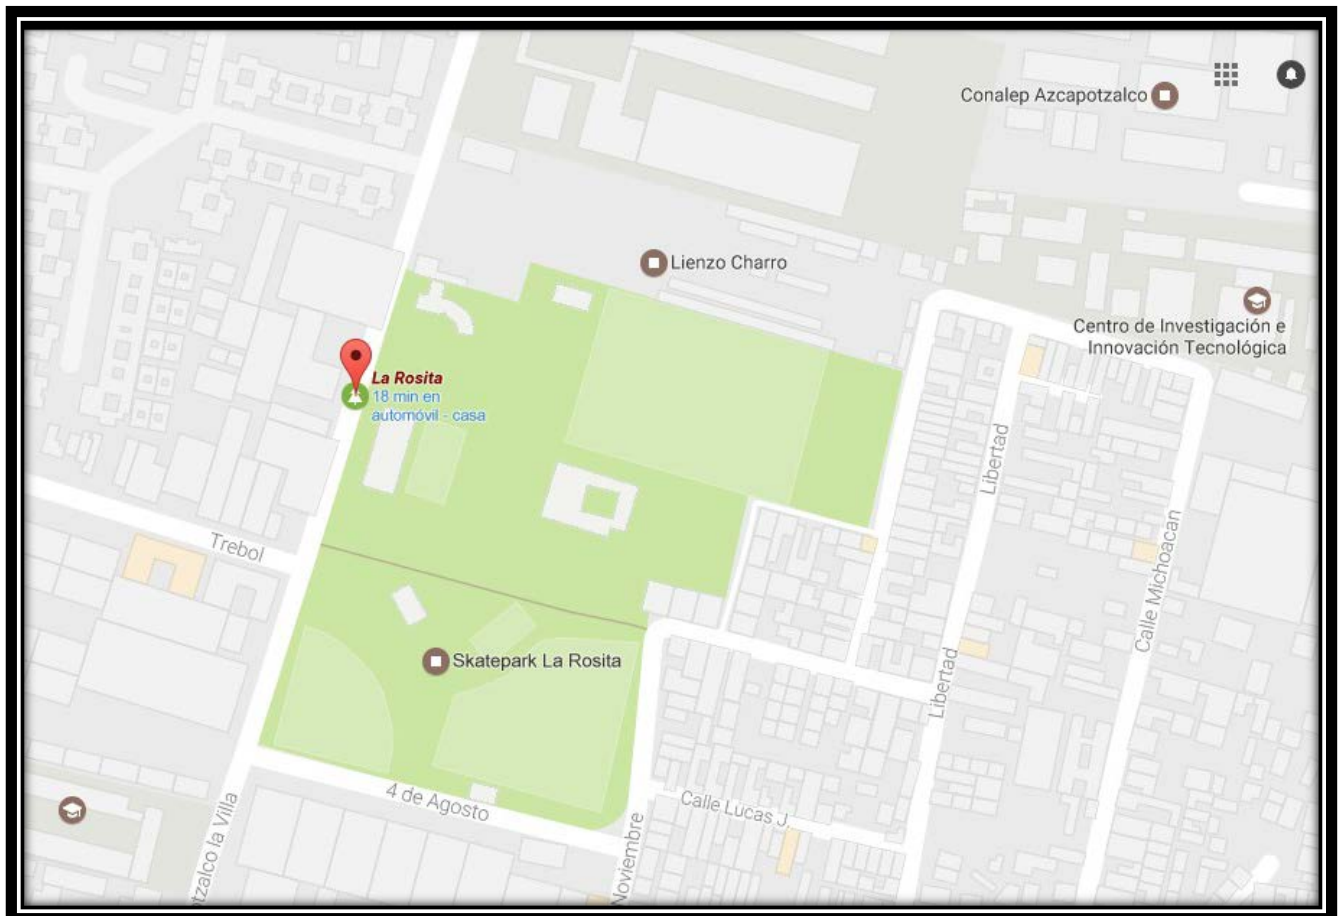 Conalep Azcapotzalco
Lienzo Charro
Centro de Investigación e
Innovación Tecnológica
La Rosita
18 min en
automóvil - casa
Libertad
Trebol
Calle Michoacan
Skatepark La Rosita
Libertad
4 de Agosto
Calle Lucas J
otzalco la Villa
Noviembre